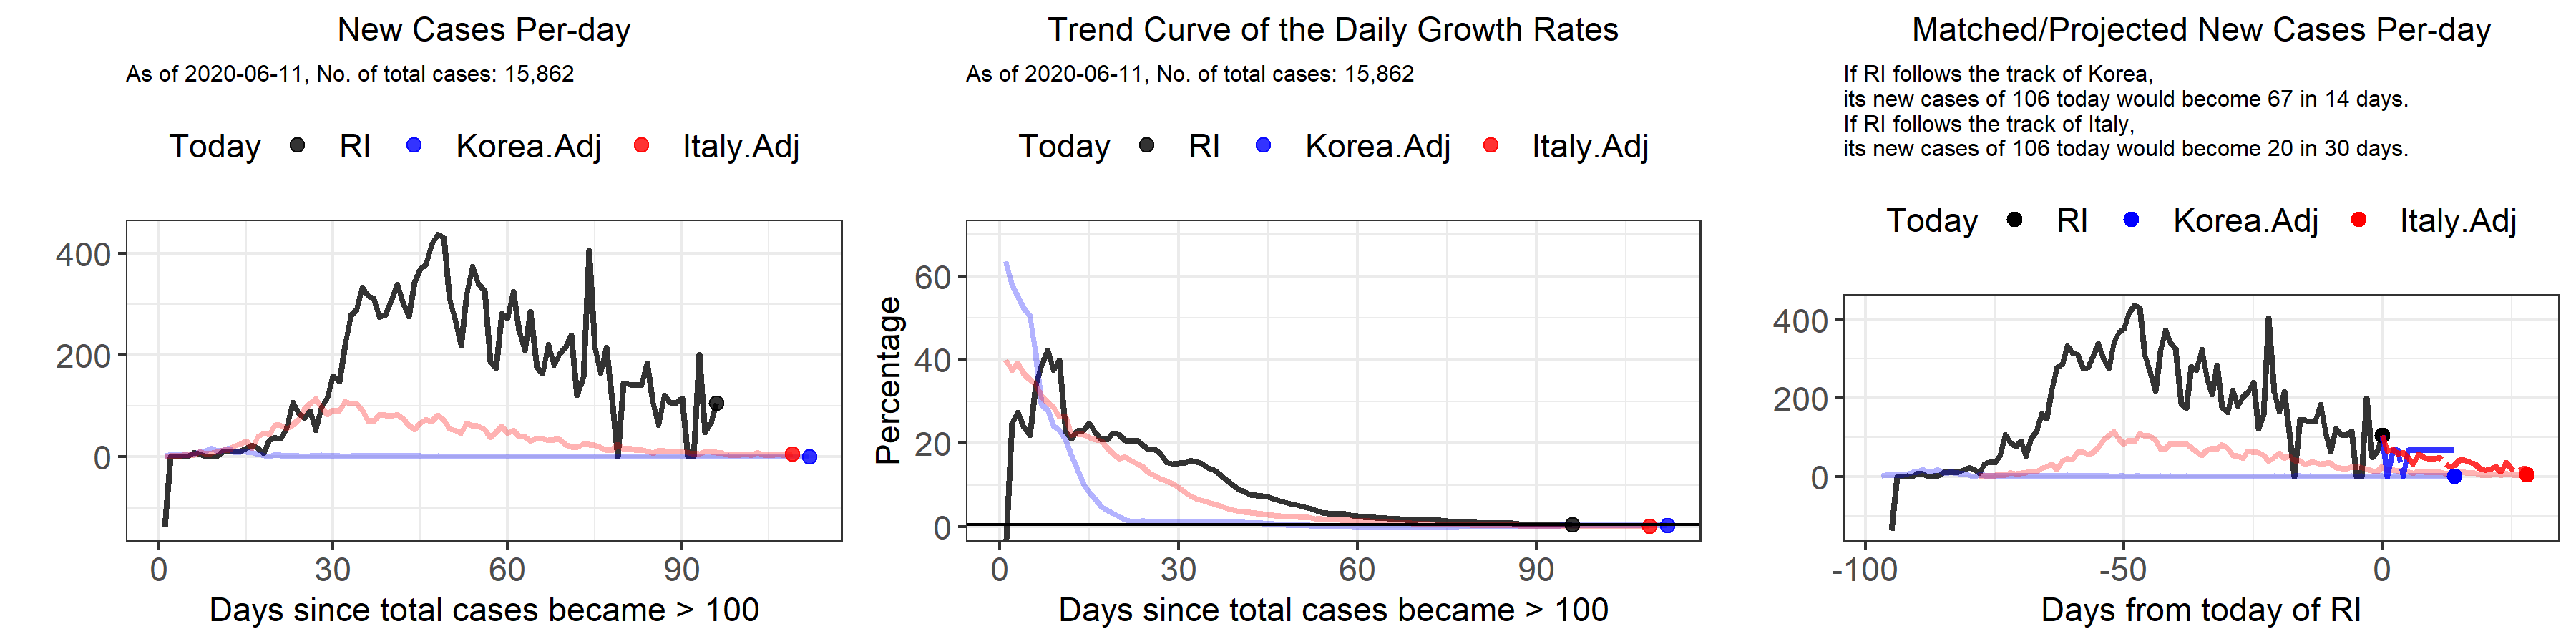 New Cases Per-day
As of 2020-06-11, No. of total cases: 15,862
Today RI Korea.Adj Italy.Adj
400
200
0
0 30 60 90
Days since total cases became > 100
Trend Curve of the Daily Growth Rates
As of 2020-06-11, No. of total cases: 15,862
Today RI Korea.Adj Italy.Adj
Percentage
60
40
20
0
0 30 60 90
Days since total cases became > 100
Matched/Projected New Cases Per-day
If RI follows the track of Korea,
its new cases of 106 today would become 67 in 14 days.
If RI follows the track of Italy,
its new cases of 106 today would become 20 in 30 days.
Today RI Korea.Adj Italy.Adj
400
200
0
-100 -50 0
Days from today of RI